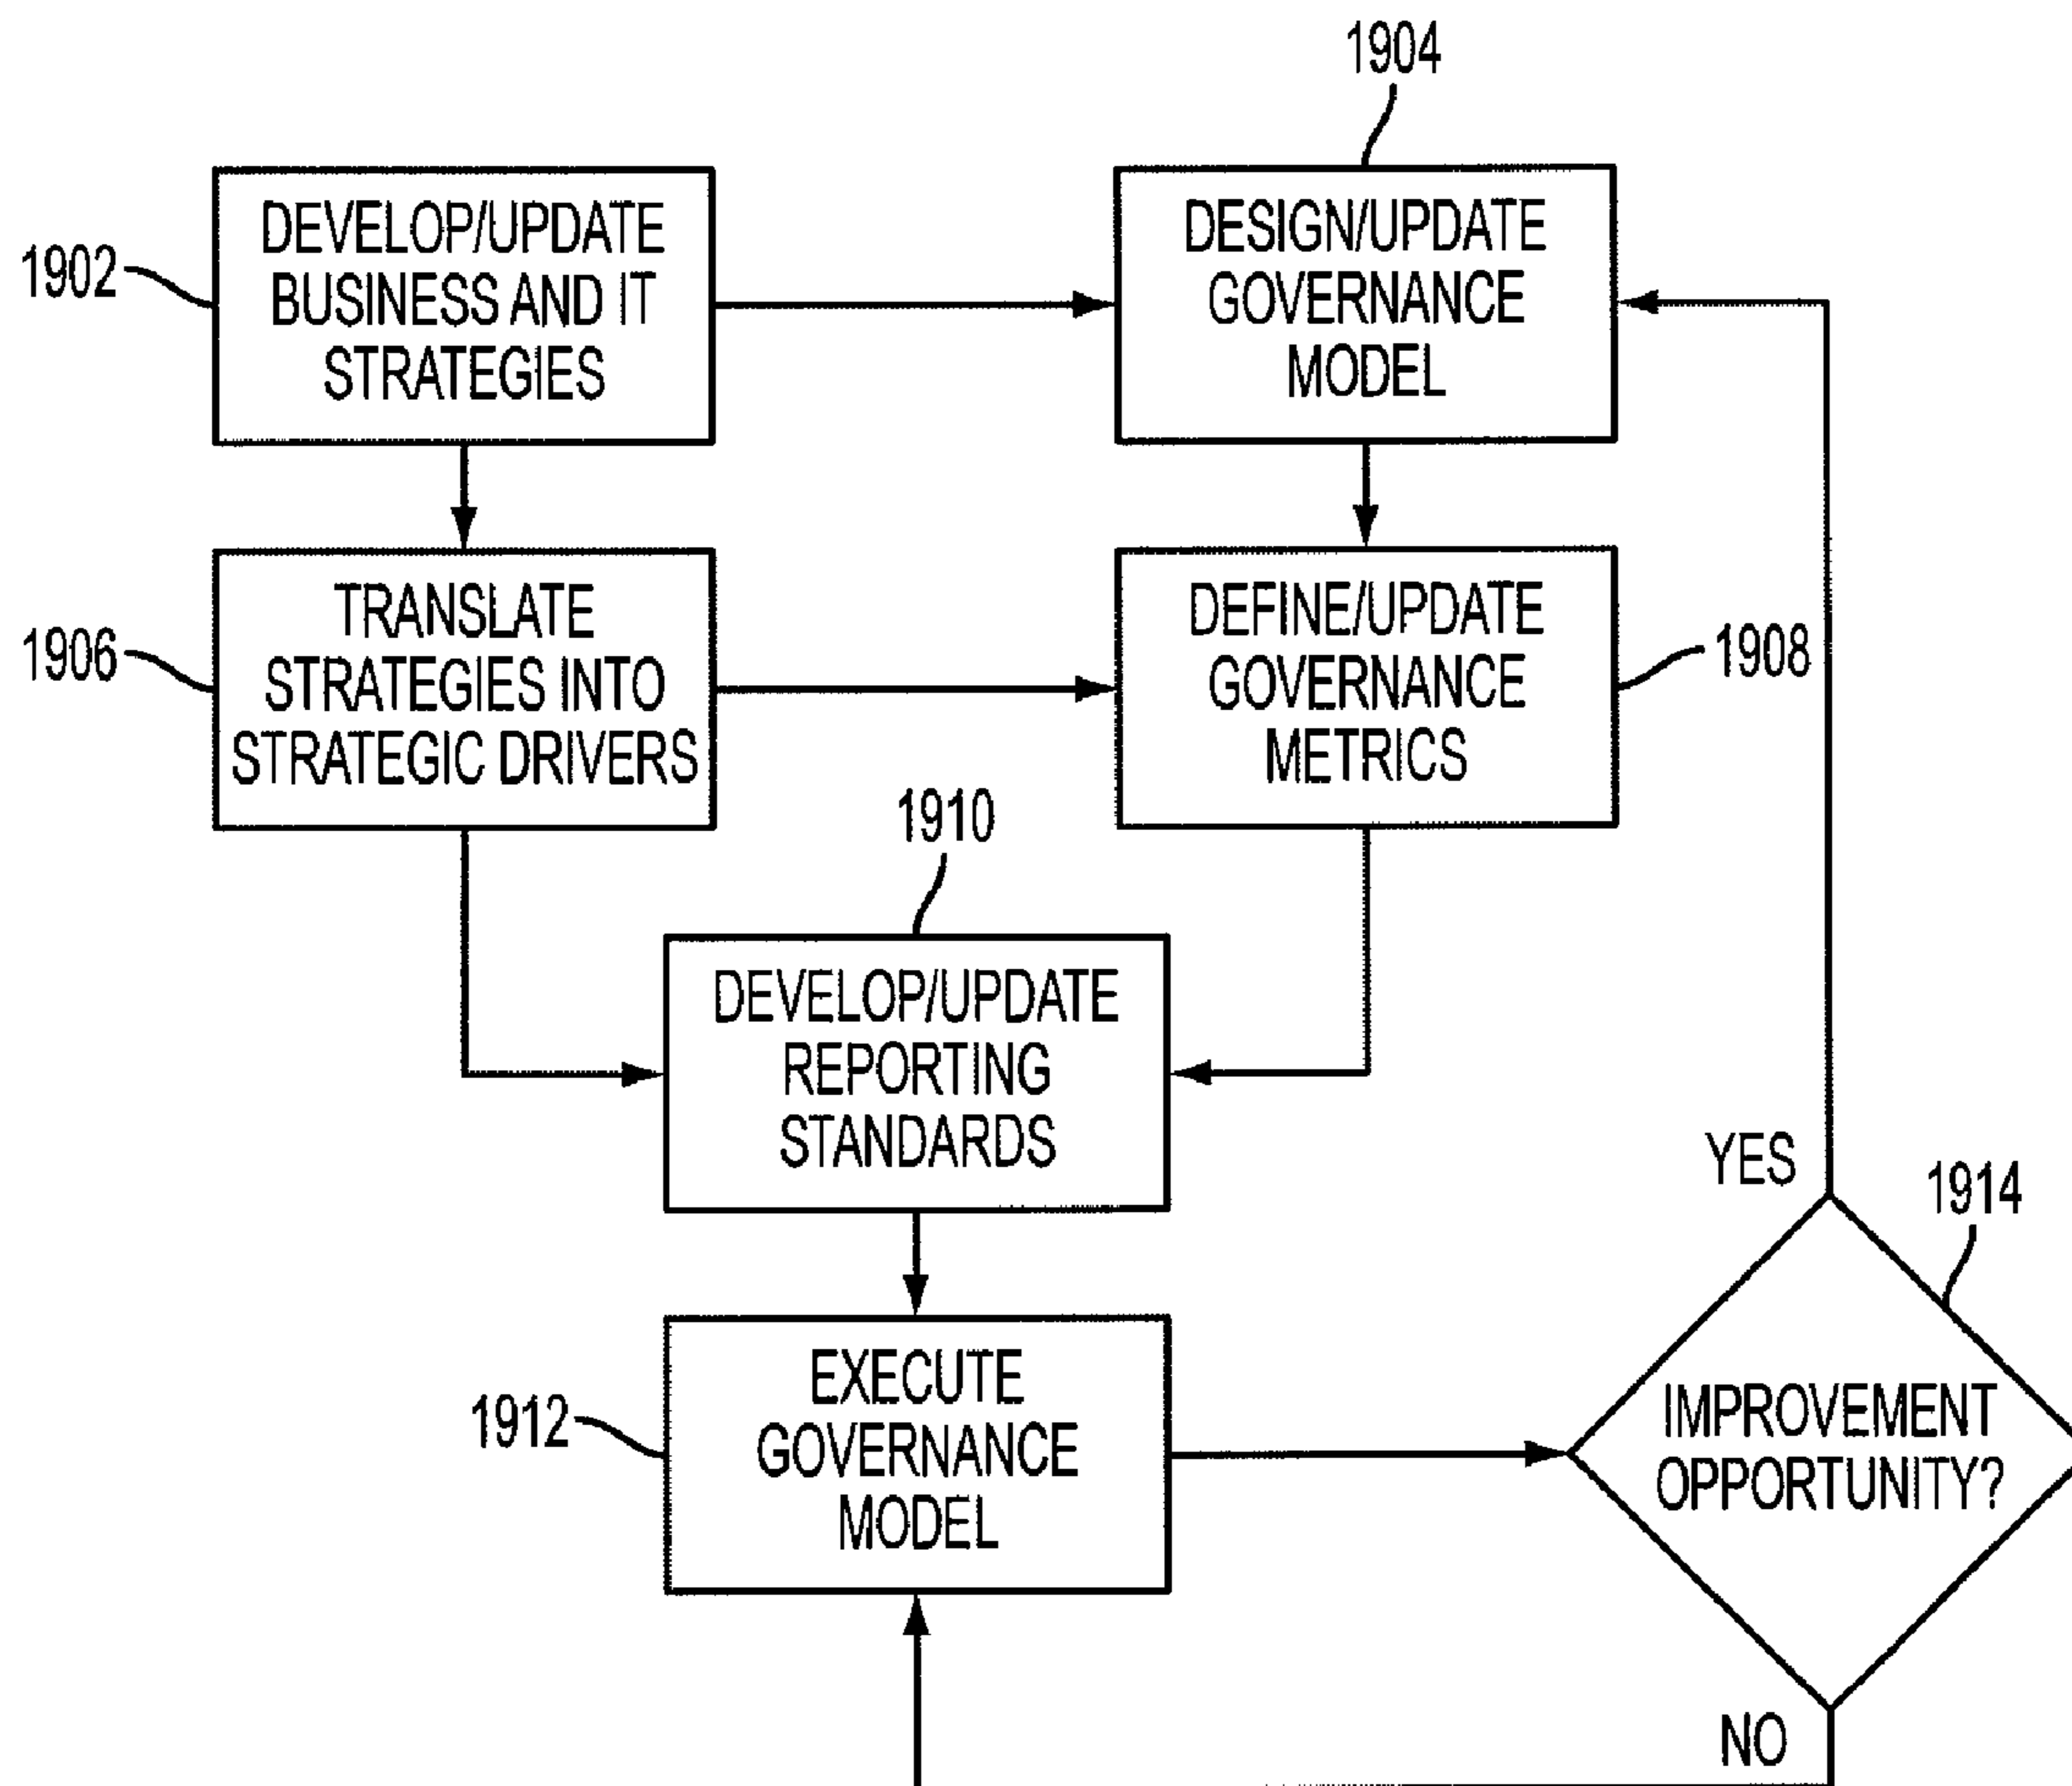 1904
DEVELOP/UPDATE
BUSINESS AND IT
STRATEGIES
1902
DESIGN/UPDATE
GOVERNANCE
MODEL
TRANSLATE
STRATEGIES INTO
STRATEGIC DRIVERS
1906
DEFINE/UPDATE
GOVERNANCE
METRICS
1908
1910
DEVELOP/UPDATE
REPORTING
STANDARDS
YES
1914
EXECUTE
GOVERNANCE
MODEL
1912
IMPROVEMENT
OPPORTUNITY?
NO